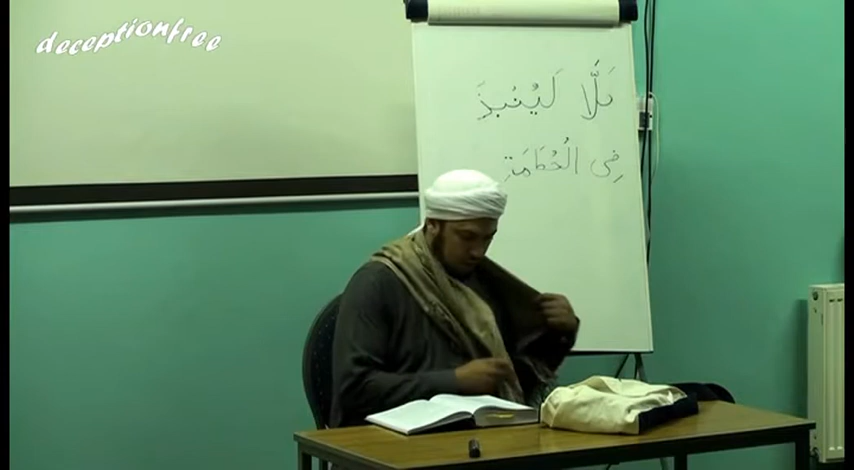 deceptionfree
كَلَّا لَيُنْبَذَ
فِي الْحُطَمَةِ